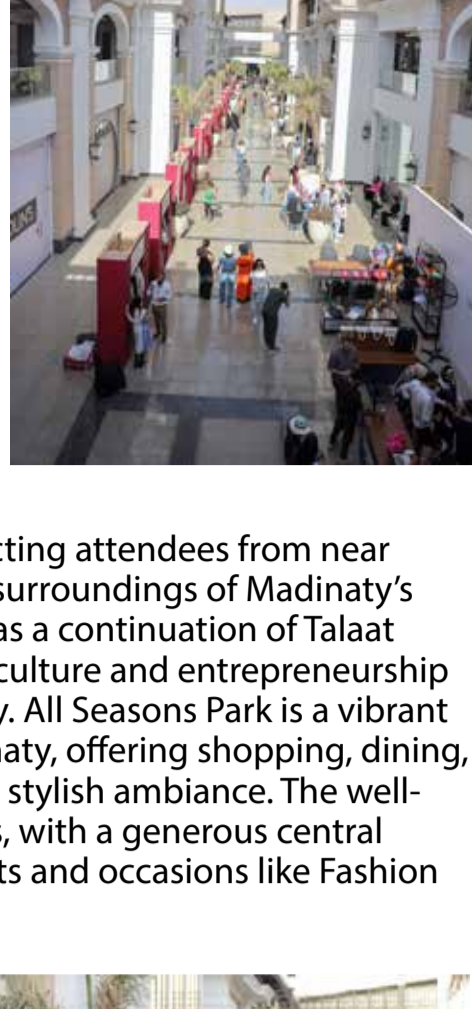 cting attendees from near
surroundings of Madinaty's
as a continuation of Talaat
culture and entrepreneurship
y. All Seasons Park is a vibrant
naty, offering shopping, dining,
stylish ambiance. The well-
s, with a generous central
ts and occasions like Fashion